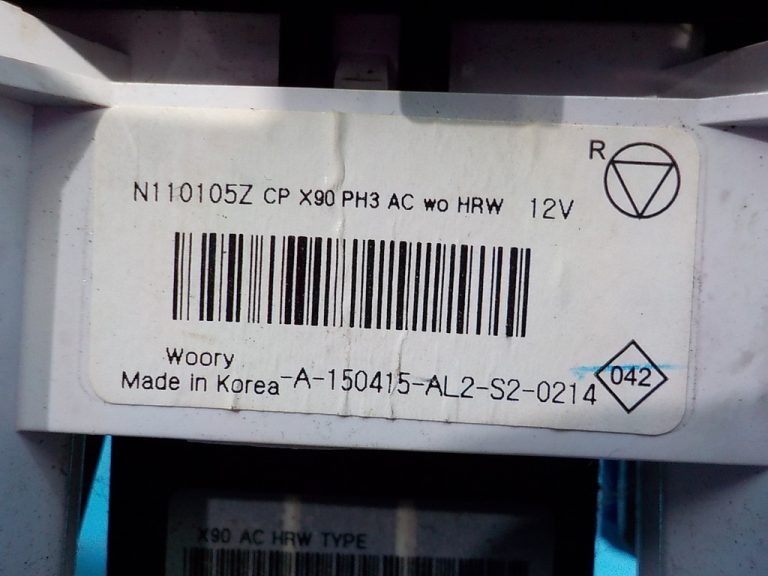 R
N110105Z CP X90 PH3 AC wo HRW 12V
Woory
Made in Korea -A-150415-AL2-S2-0214
042
X90 AC HRW TYPE